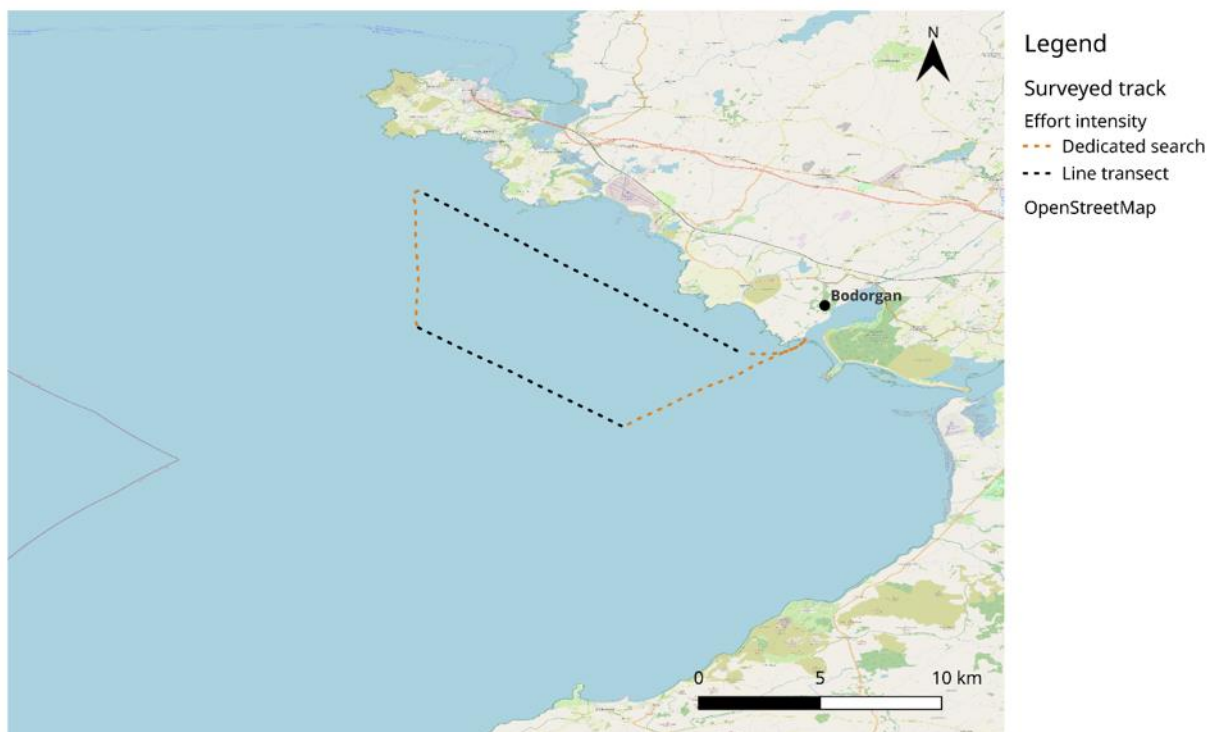 N
Legend
Surveyed track
Effort intensity
Dedicated search
Line transect
OpenStreetMap
Bodorgan
0 5 10 km